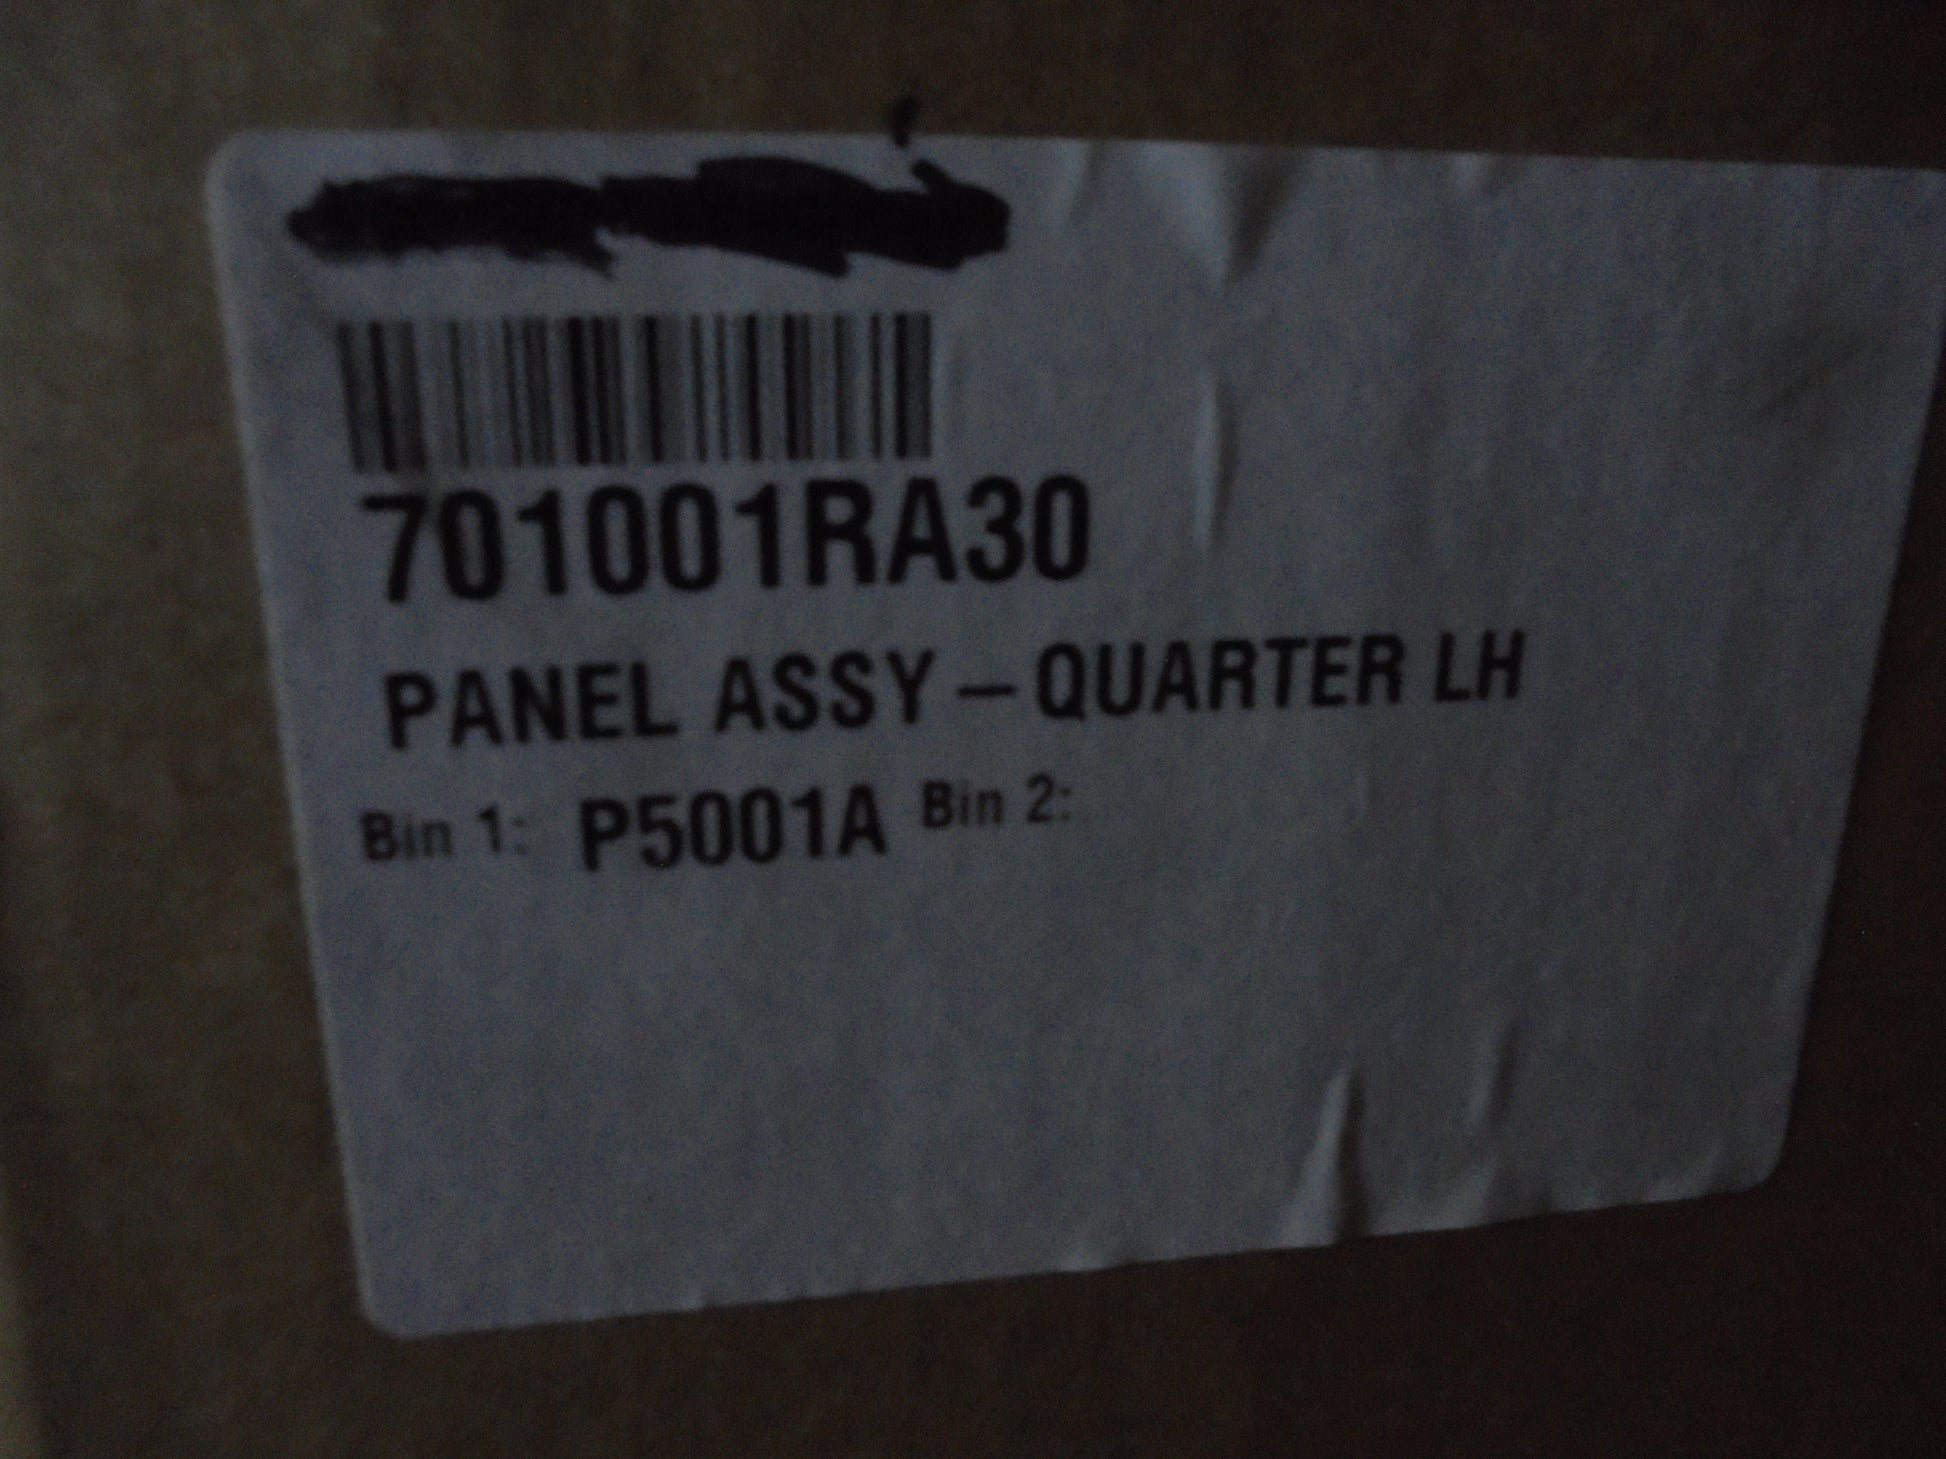 701001RA30
PANEL ASSY-QUARTER LH
Bin 1: P5001A Bin 2: